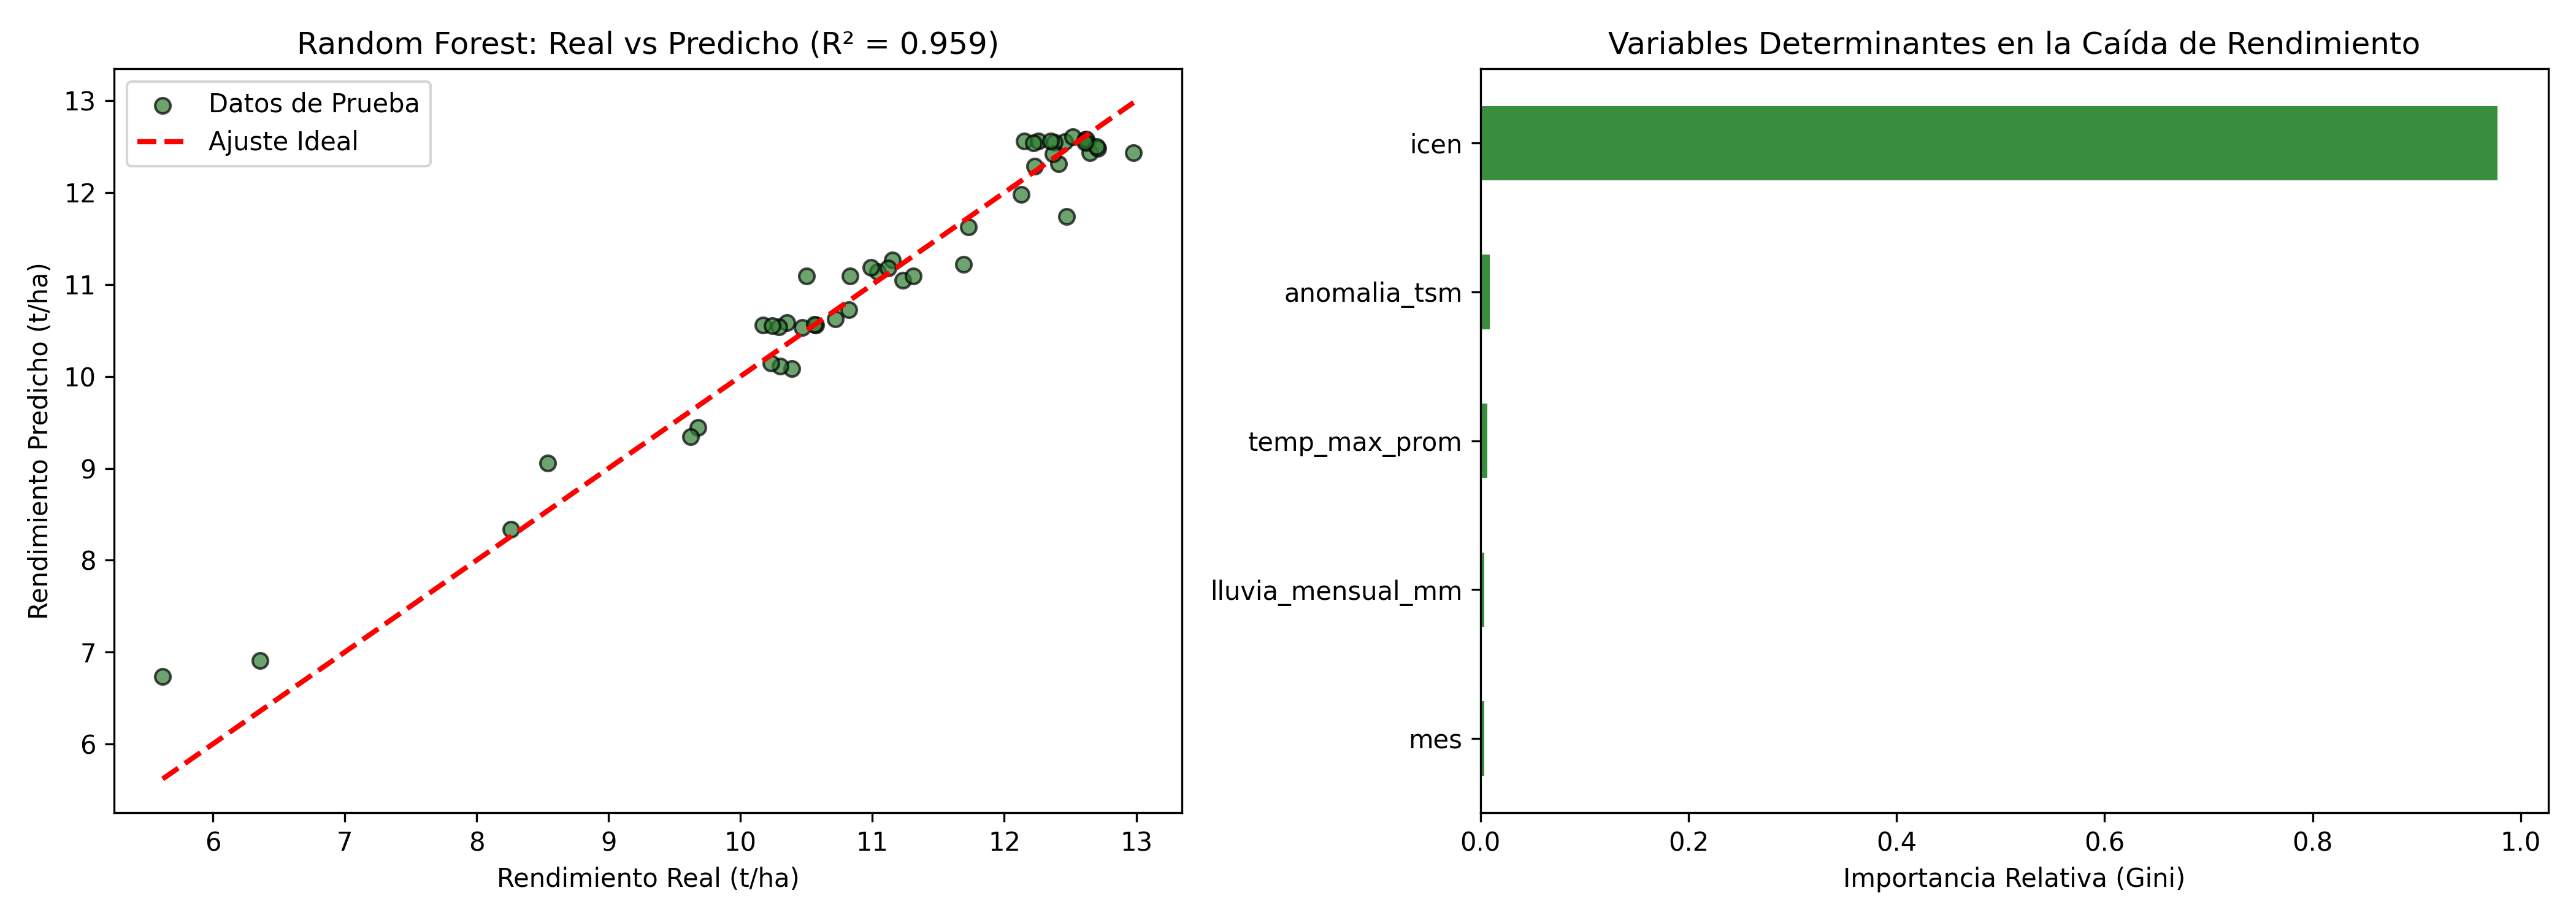 Random Forest: Real vs Predicho (R² = 0.959)
Datos de Prueba
Ajuste Ideal
Rendimiento Predicho (t/ha)
13
12
11
10
9
8
7
6
6 7 8 9 10 11 12 13
Rendimiento Real (t/ha)
Variables Determinantes en la Caída de Rendimiento
icen
anomalia_tsm
temp_max_prom
lluvia_mensual_mm
mes
0.0 0.2 0.4 0.6 0.8 1.0
Importancia Relativa (Gini)